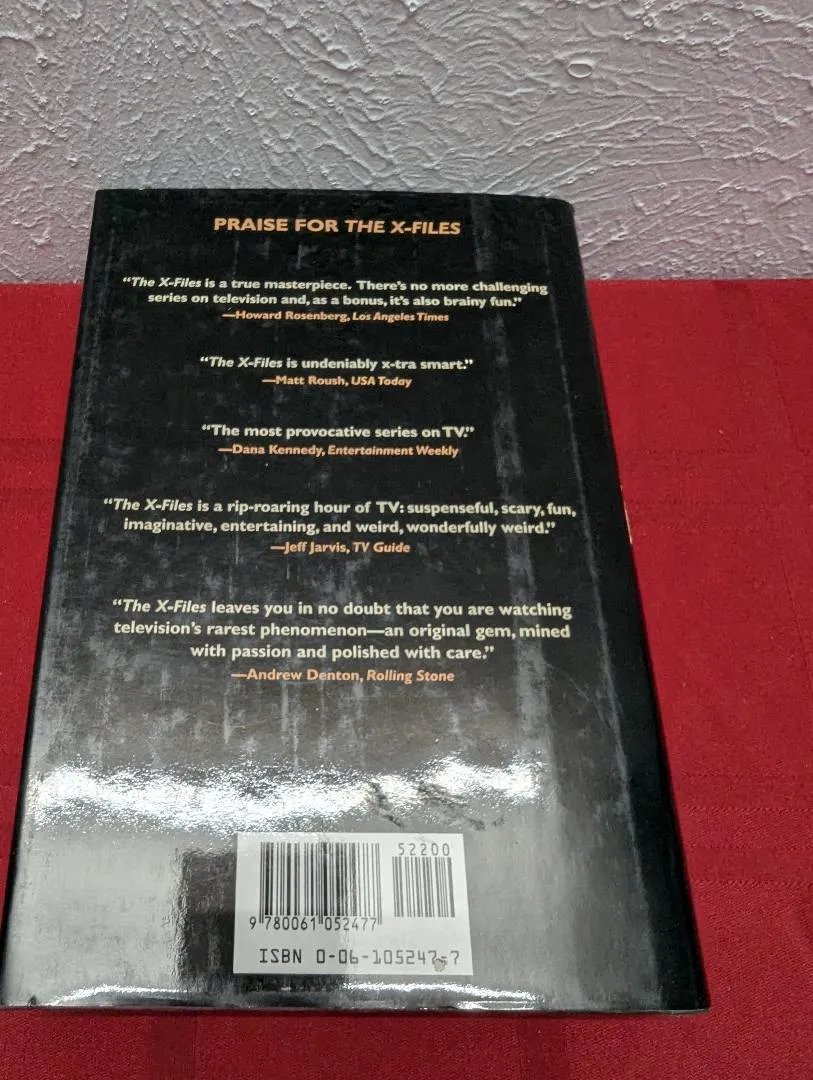 PRAISE FOR THE X-FILES
“The X-Files is a true masterpiece. There’s no more challenging
series on television and, as a bonus, it’s also brainy fun.”
—Howard Rosenberg, Los Angeles Times
“The X-Files is undeniably x-tra smart.”
—Matt Roush, USA Today
“The most provocative series on TV.”
—Dana Kennedy, Entertainment Weekly
“The X-Files is a rip-roaring hour of TV: suspenseful, scary, fun,
imaginative, entertaining, and weird, wonderfully weird.”
—Jeff Jarvis, TV Guide
“The X-Files leaves you in no doubt that you are watching
television’s rarest phenomenon—an original gem, mined
with passion and polished with care.”
—Andrew Denton, Rolling Stone
52200
9 780061 052477
ISBN 0-06-105247-7